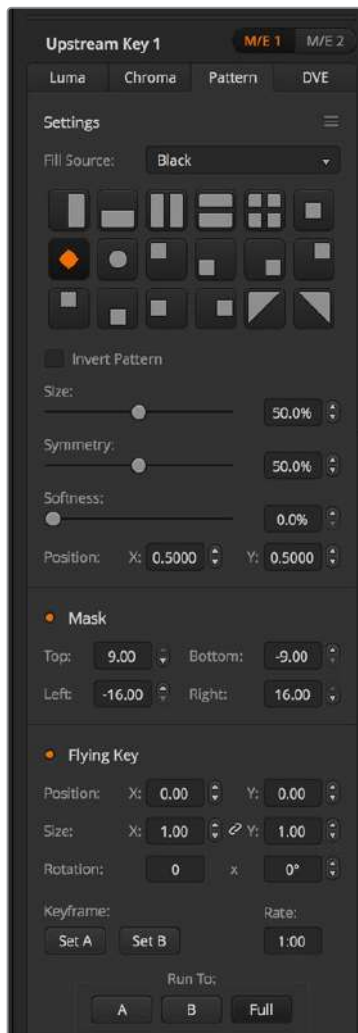 Upstream Key 1 M/E 1 M/E 2
Luma Chroma Pattern DVE
Settings
Fill Source: Black
Invert Pattern
Size:
50.0%
Symmetry:
50.0%
Softness:
0.0%
Position: X: 0.5000 Y: 0.5000
Mask
Top: 9.00 Bottom: -9.00
Left: -16.00 Right: 16.00
Flying Key
Position: X: 0.00 Y: 0.00
Size: X: 1.00 Y: 1.00
Rotation: 0 x 0°
Keyframe: Rate:
Set A Set B 1:00
Run To:
A B Full